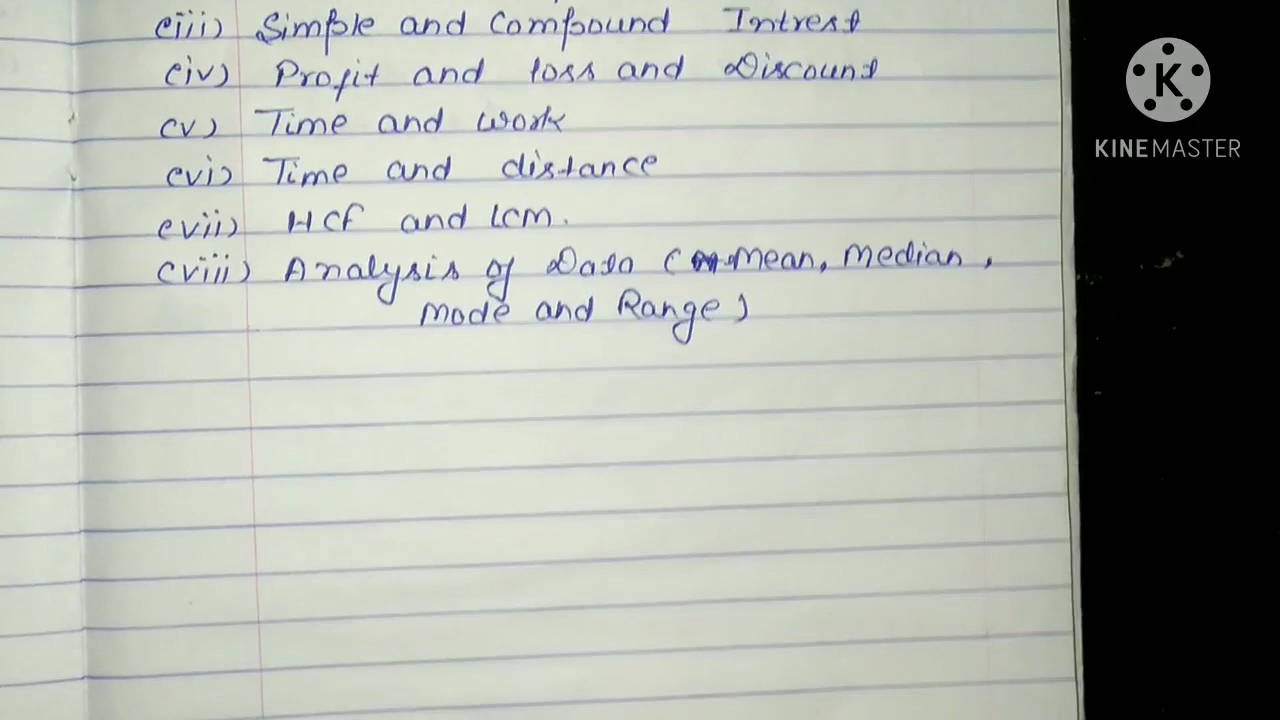 (iii) Simple and Compound Intrest
(iv) Profit and loss and Discount
(v) Time and work
(vi) Time and distance
(vii) HCF and LCM.
(viii) Analysis of Data (mean, median,
mode and Range)
K
KINEMASTER